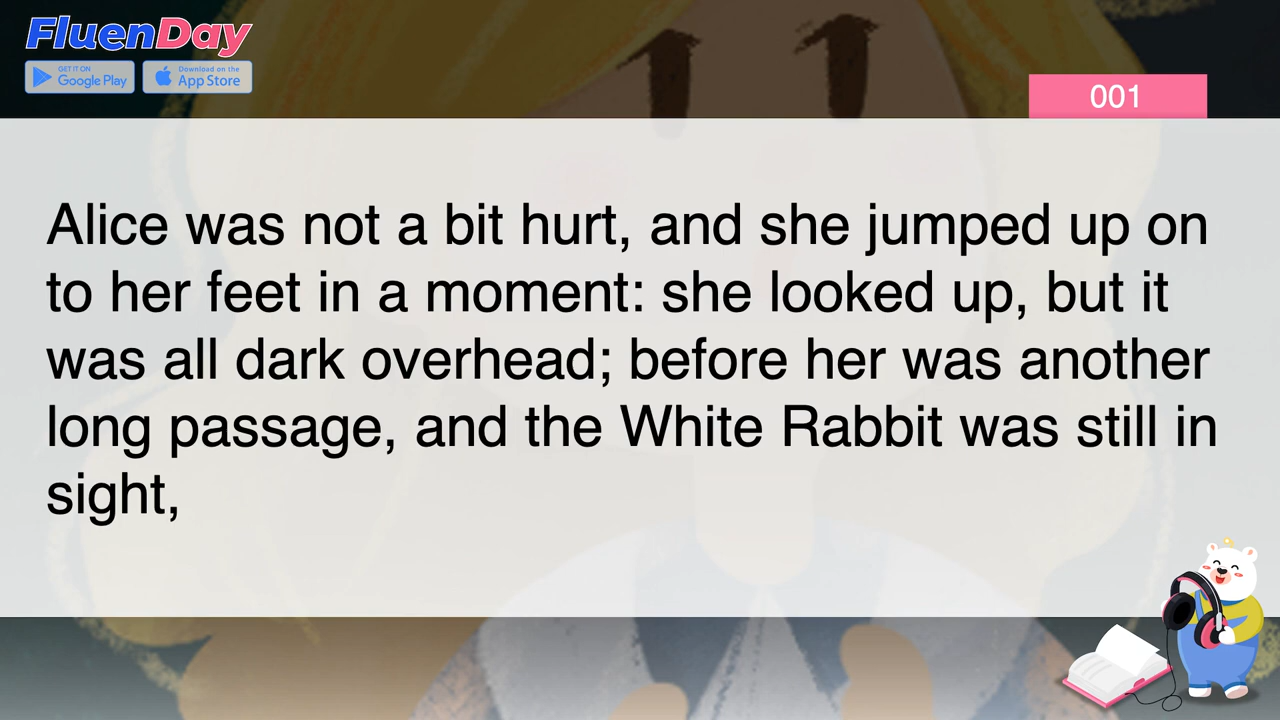 FluenDay
GET IT ON
Google Play
Download on the
App Store
001
Alice was not a bit hurt, and she jumped up on
to her feet in a moment: she looked up, but it
was all dark overhead; before her was another
long passage, and the White Rabbit was still in
sight,